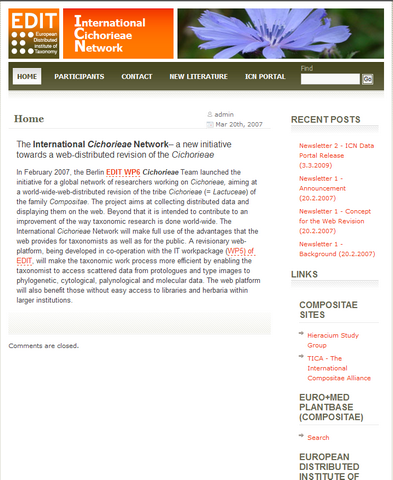 EDIT
European
Distributed
Institute of
Taxonomy
International
Cichorieae
Network
HOME PARTICIPANTS CONTACT NEW LITERATURE ICN PORTAL
Find
Go
Home
admin
Mar 20th, 2007
The International Cichorieae Network– a new initiative
towards a web-distributed revision of the Cichorieae
In February 2007, the Berlin EDIT WP6 Cichorieae Team launched the
initiative for a global network of researchers working on Cichorieae, aiming at
a world-wide-web-distributed revision of the tribe Cichorieae (= Lactuceae) of
the family Compositae. The project aims at collecting distributed data and
displaying them on the web. Beyond that it is intended to contribute to an
improvement of the way taxonomic research is done world-wide. The
International Cichorieae Network will make full use of the advantages that the
web provides for taxonomists as well as for the public. A revisionary web-
platform, being developed in co-operation with the IT workpackage (WP5) of
EDIT, will make the taxonomic work process more efficient by enabling the
taxonomist to access scattered data from protologues and type images to
phylogenetic, cytological, palynological and molecular data. The web platform
will also benefit those without easy access to libraries and herbaria within
larger institutions.
Comments are closed.
RECENT POSTS
Newsletter 2 - ICN Data
Portal Release
(3.3.2009)
Newsletter 1 -
Announcement
(20.2.2007)
Newsletter 1 - Concept
for the Web Revision
(20.2.2007)
Newsletter 1 -
Background (20.2.2007)
LINKS
COMPOSITAE
SITES
Hieracium Study
Group
TICA - The
International
Compositae Alliance
EURO+MED
PLANTBASE
(COMPOSITAE)
Search
EUROPEAN
DISTRIBUTED
INSTITUTE OF